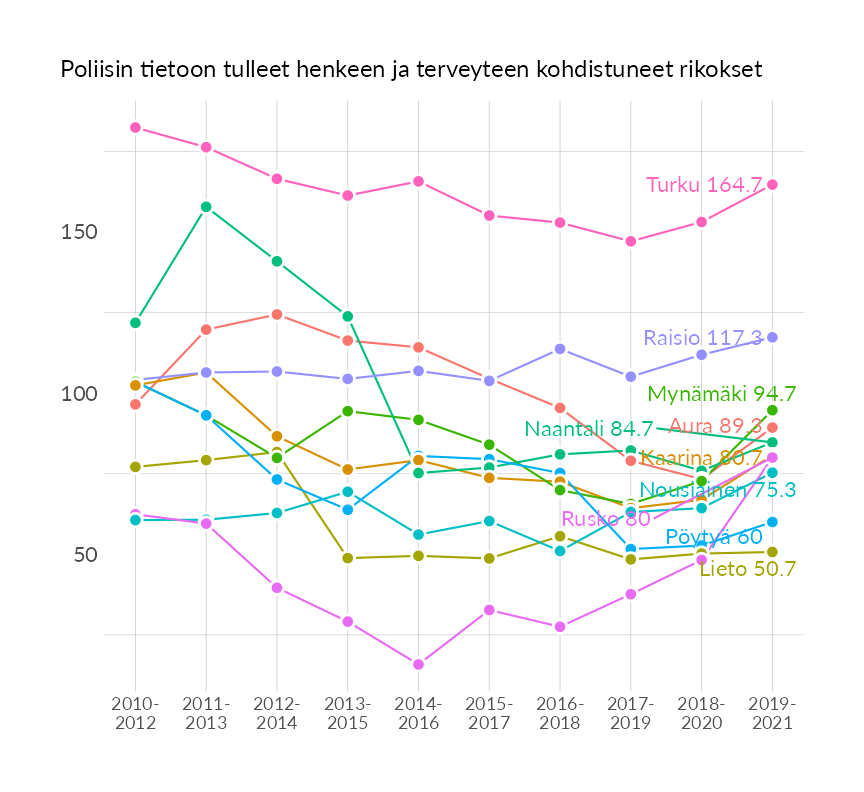 Poliisin tietoon tulleet henkeen ja terveyteen kohdistuneet rikokset
Turku 164.7
150
Raisio 117.3
100
Mynämäki 94.7
Naantali 84.7
Aura 89.3
Kaarina 80.7
Nousiainen 75.3
Rusko 80
Pöytyä 60
50
Lieto 50.7
2010-
2012
2011-
2013
2012-
2014
2013-
2015
2014-
2016
2015-
2017
2016-
2018
2017-
2019
2018-
2020
2019-
2021